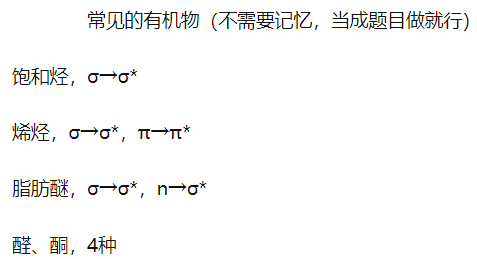 常见的有机物（不需要记忆，当成题目做就行）
饱和烃，σ→σ*
烯烃，σ→σ*，π→π*
脂肪醚，σ→σ*，n→σ*
醛、酮，4种